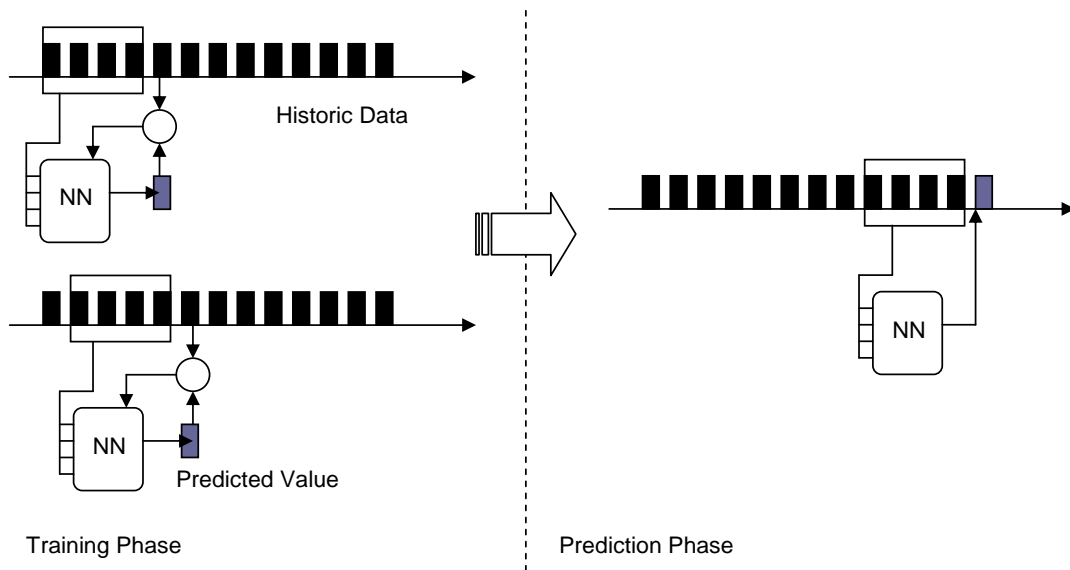 Historic Data
NN
NN
Predicted Value
Training Phase
NN
Prediction Phase